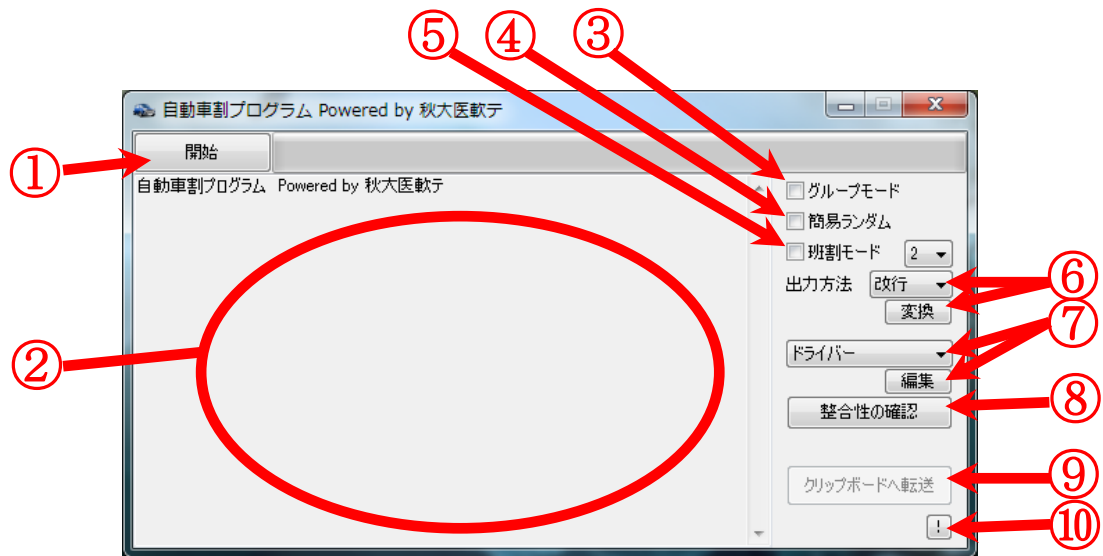 ⑤ ④ ③
自動車割プログラム Powered by 秋大医軟テ
① 開始
自動車割プログラム Powered by 秋大医軟テ
グループモード
簡易ランダム
班割モード 2
出力方法 改行 ⑥
変換
⑦
② ドライバー
編集
整合性の確認 ⑧
クリップボードへ転送 ⑨
! ⑩